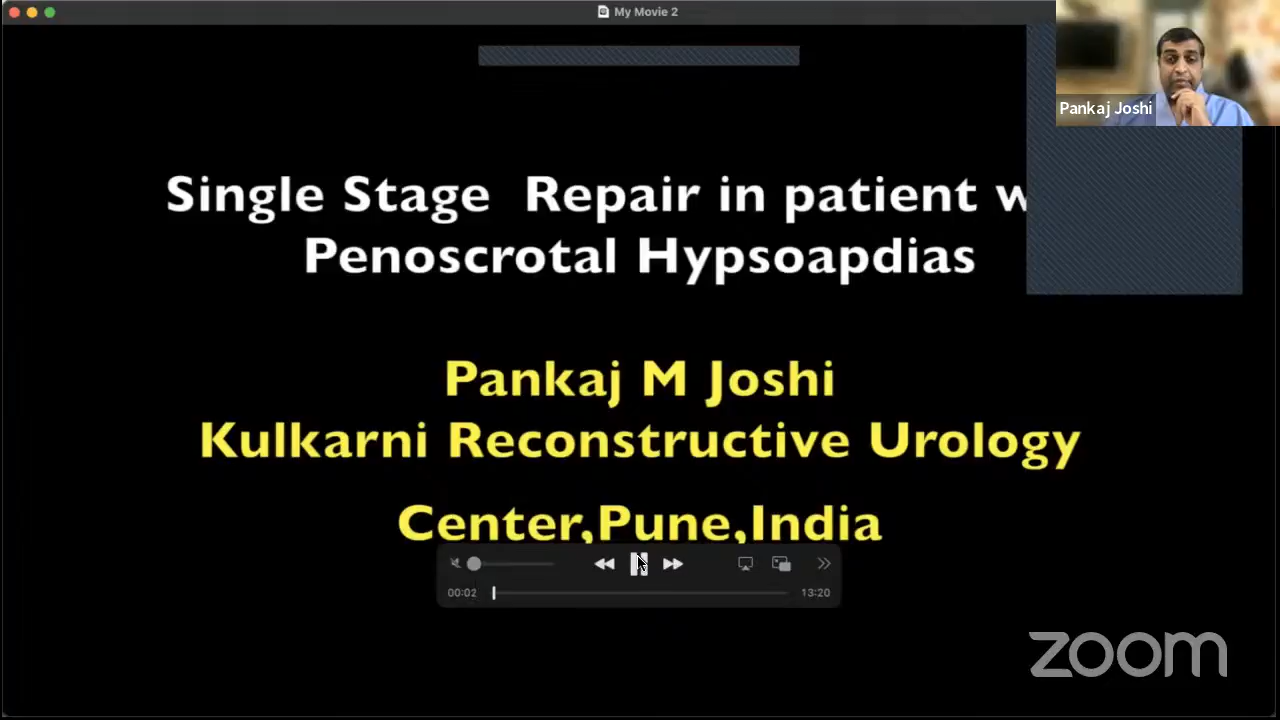 My Movie 2
Pankaj Joshi
Single Stage Repair in patient
Penoscrotal Hypsoapdias
Pankaj M Joshi
Kulkarni Reconstructive Urology
Center,Pune,India
00:02
13:20
zoom